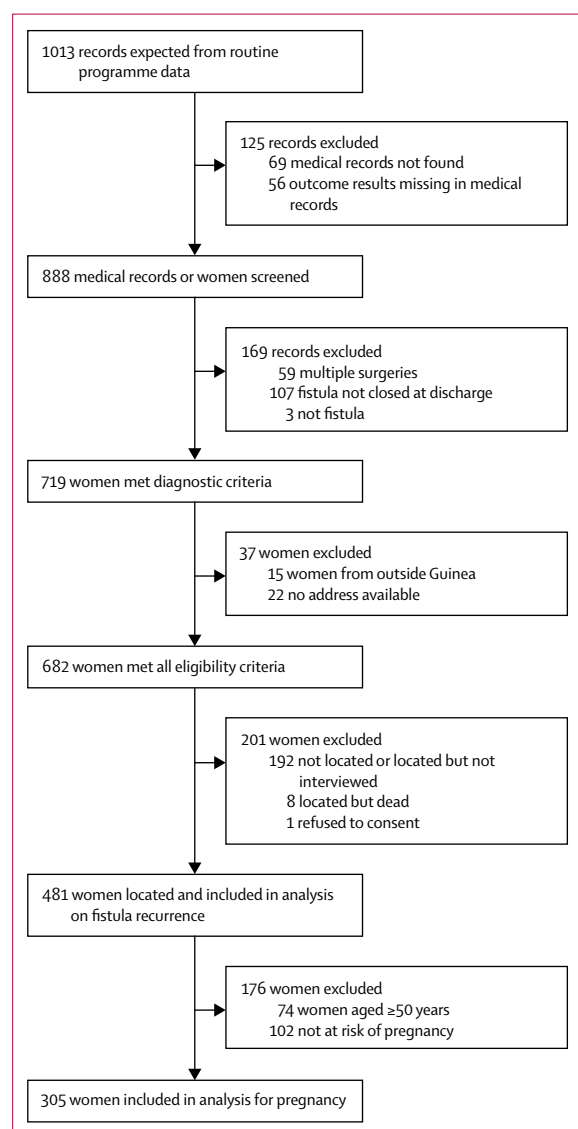 1013 records expected from routine
programme data
125 records excluded
69 medical records not found
56 outcome results missing in medical
records
888 medical records or women screened
169 records excluded
59 multiple surgeries
107 fistula not closed at discharge
3 not fistula
719 women met diagnostic criteria
37 women excluded
15 women from outside Guinea
22 no address available
682 women met all eligibility criteria
201 women excluded
192 not located or located but not
interviewed
8 located but dead
1 refused to consent
481 women located and included in analysis
on fistula recurrence
176 women excluded
74 women aged ≥50 years
102 not at risk of pregnancy
305 women included in analysis for pregnancy